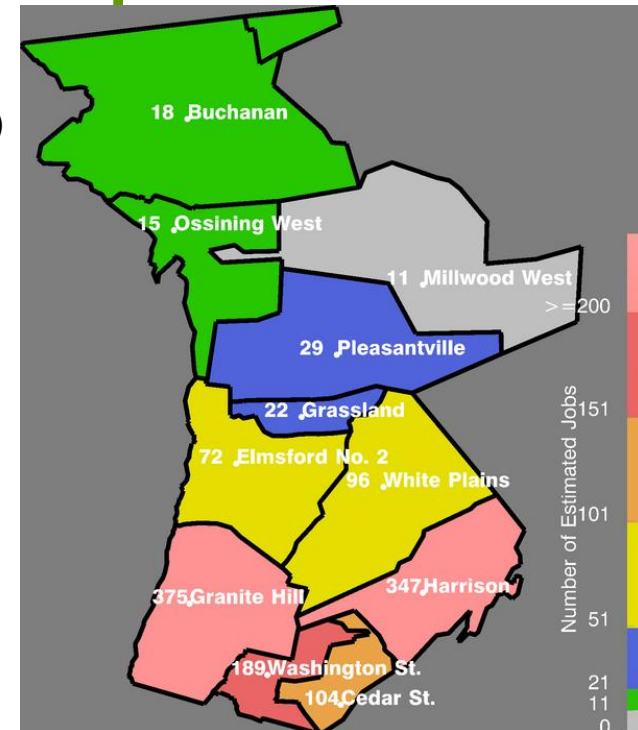 )
18 Buchanan
15 Ossining West
11 Millwood West
>=200
29 Pleasantville
22 Grassland
151
72 Elmsford No. 2
96 White Plains
101
Number of Estimated Jobs
375 Granite Hill
347 Harrison
51
189 Washington St.
21
104 Cedar St.
11
0